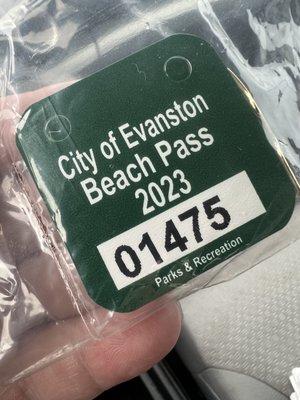 City of Evanston
Beach Pass
2023
01475
Parks & Recreation